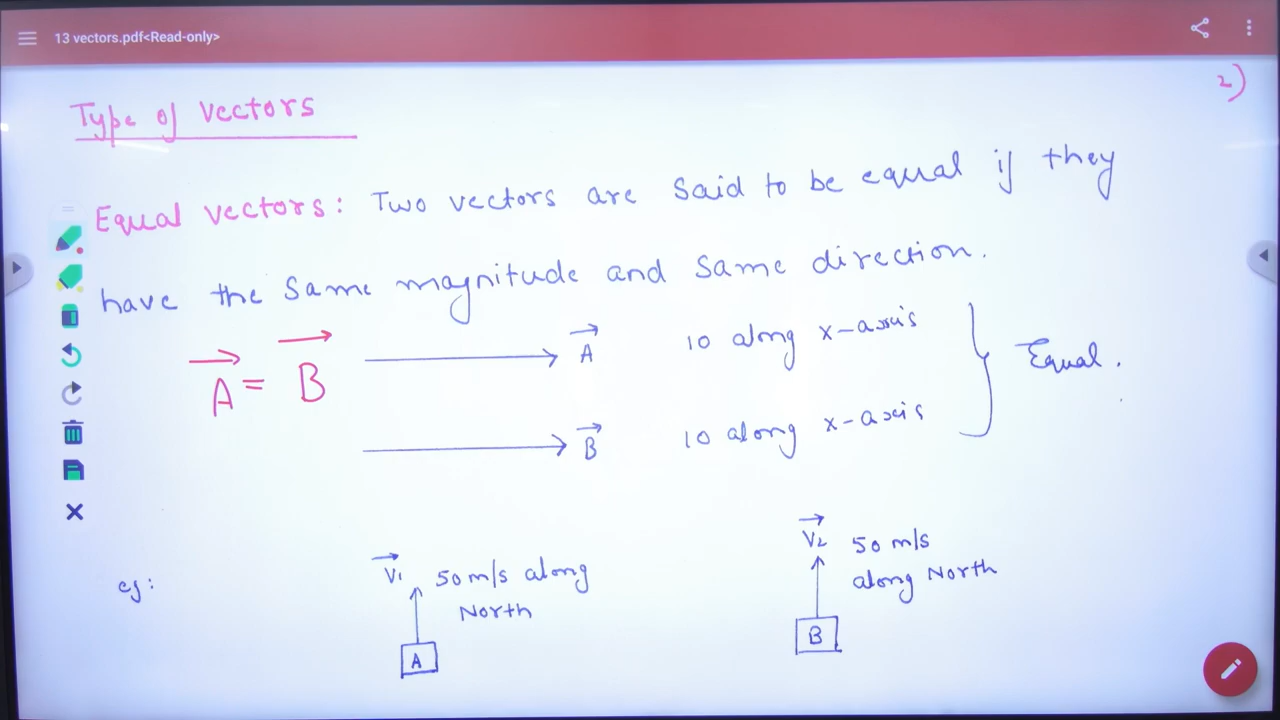 13 vectors.pdf<Read-only>
2)
Type of vectors
Equal vectors: Two vectors are said to be equal if they
have the same magnitude and same direction.
A = B
A 10 along x-axis
B 10 along x-axis
Equal.
eg:
V1 50 m/s along
North
A
V2 50 m/s
along North
B